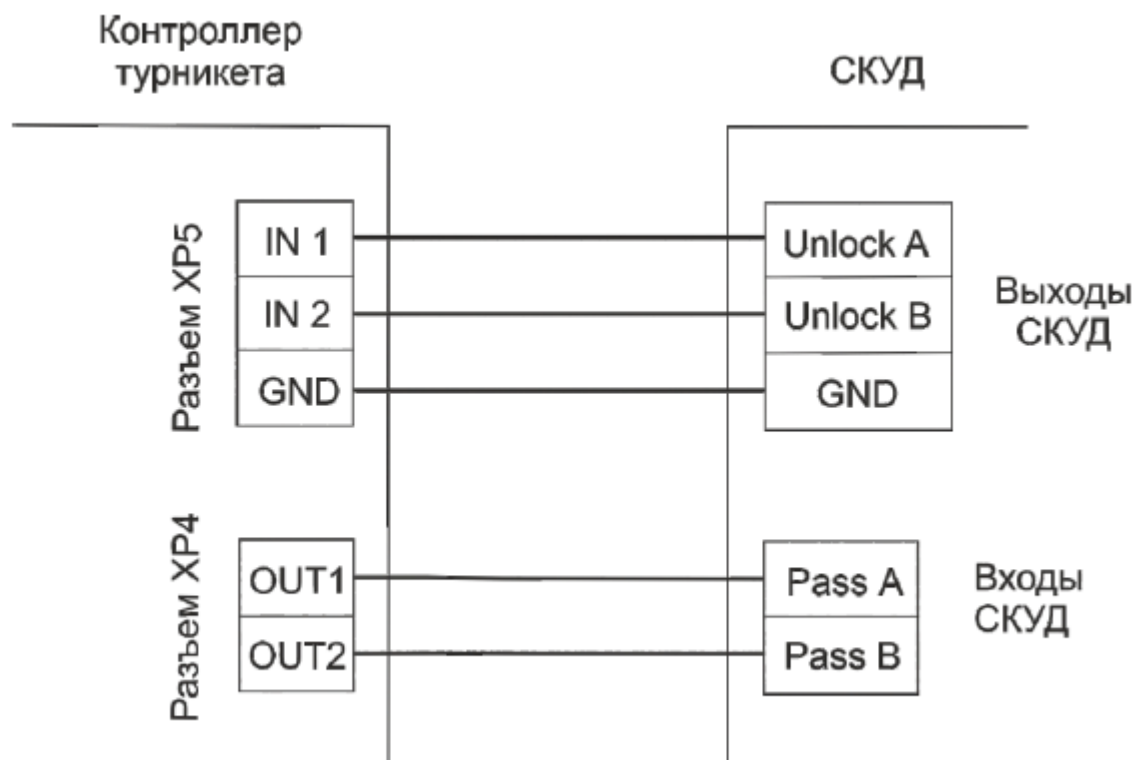 Контроллер
турникета
СКУД
Разъем XP5
IN 1
IN 2
GND
Unlock A
Unlock B
GND
Выходы
СКУД
Разъем XP4
OUT1
OUT2
Pass A
Pass B
Входы
СКУД